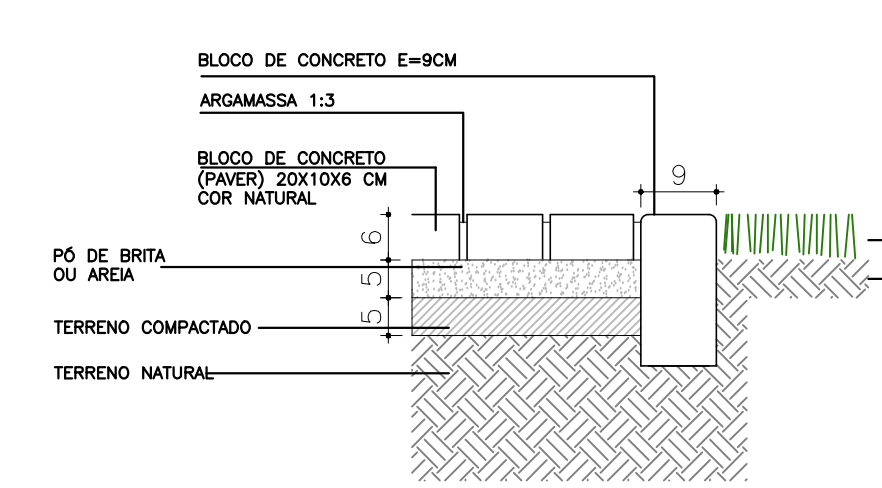 BLOCO DE CONCRETO E=9CM
ARGAMASSA 1:3
BLOCO DE CONCRETO
(PAVER) 20X10X6 CM
COR NATURAL
9
6
PÓ DE BRITA
OU AREIA
5
5
TERRENO COMPACTADO
TERRENO NATURAL